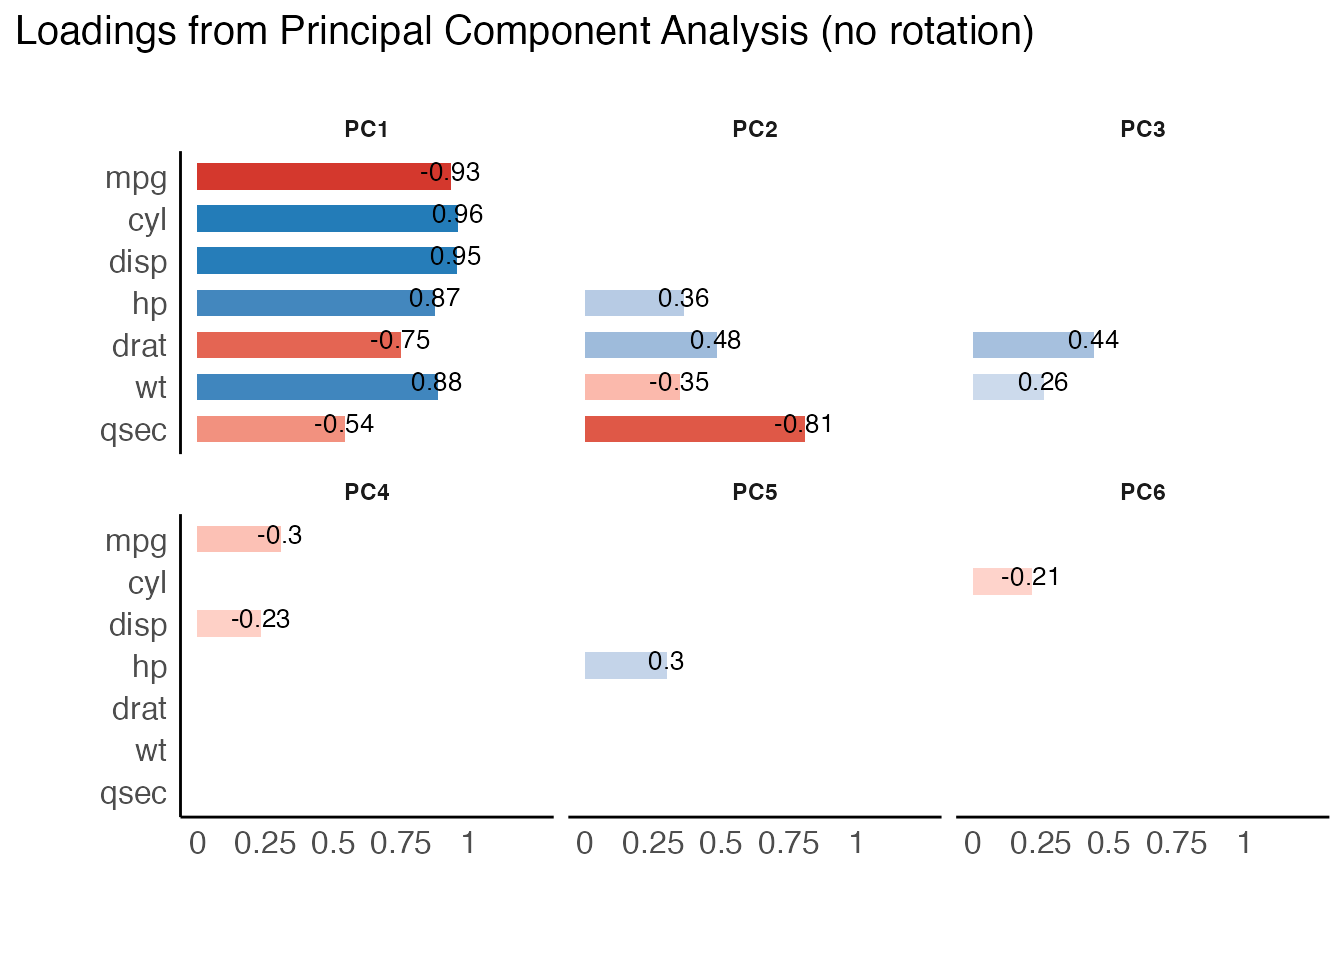 Loadings from Principal Component Analysis (no rotation)
PC1 PC2 PC3
mpg -0.93
cyl 0.96
disp 0.95
hp 0.87 0.36
drat -0.75 0.48 0.44
wt 0.88 -0.35 0.26
qsec -0.54 -0.81
PC4 PC5 PC6
mpg -0.3
cyl -0.21
disp -0.23
hp 0.3
drat
wt
qsec
0 0.25 0.5 0.75 1 0 0.25 0.5 0.75 1 0 0.25 0.5 0.75 1